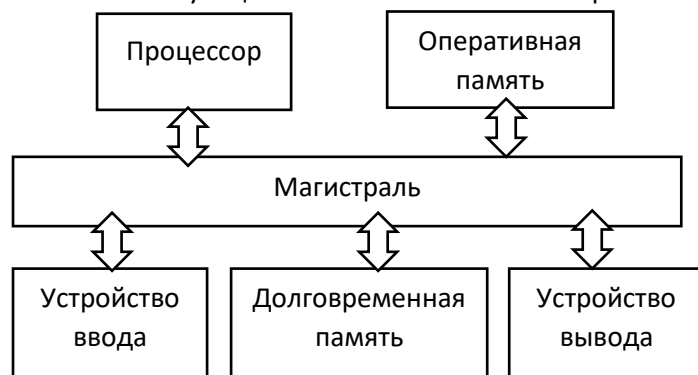 Процессор
Оперативная
память
Магистраль
Устройство
ввода
Долговременная
память
Устройство
вывода